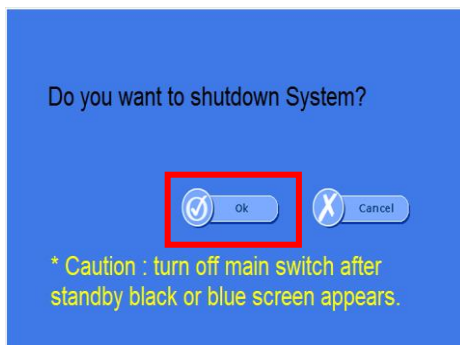 Do you want to shutdown System?
Ok
Cancel
* Caution : turn off main switch after
standby black or blue screen appears.